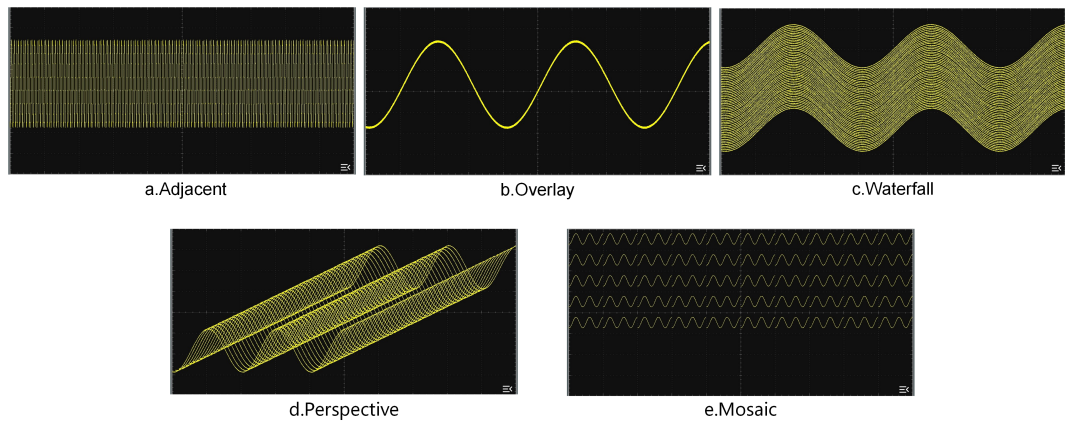 a.Adjacent
b.Overlay
c.Waterfall
d.Perspective
e.Mosaic